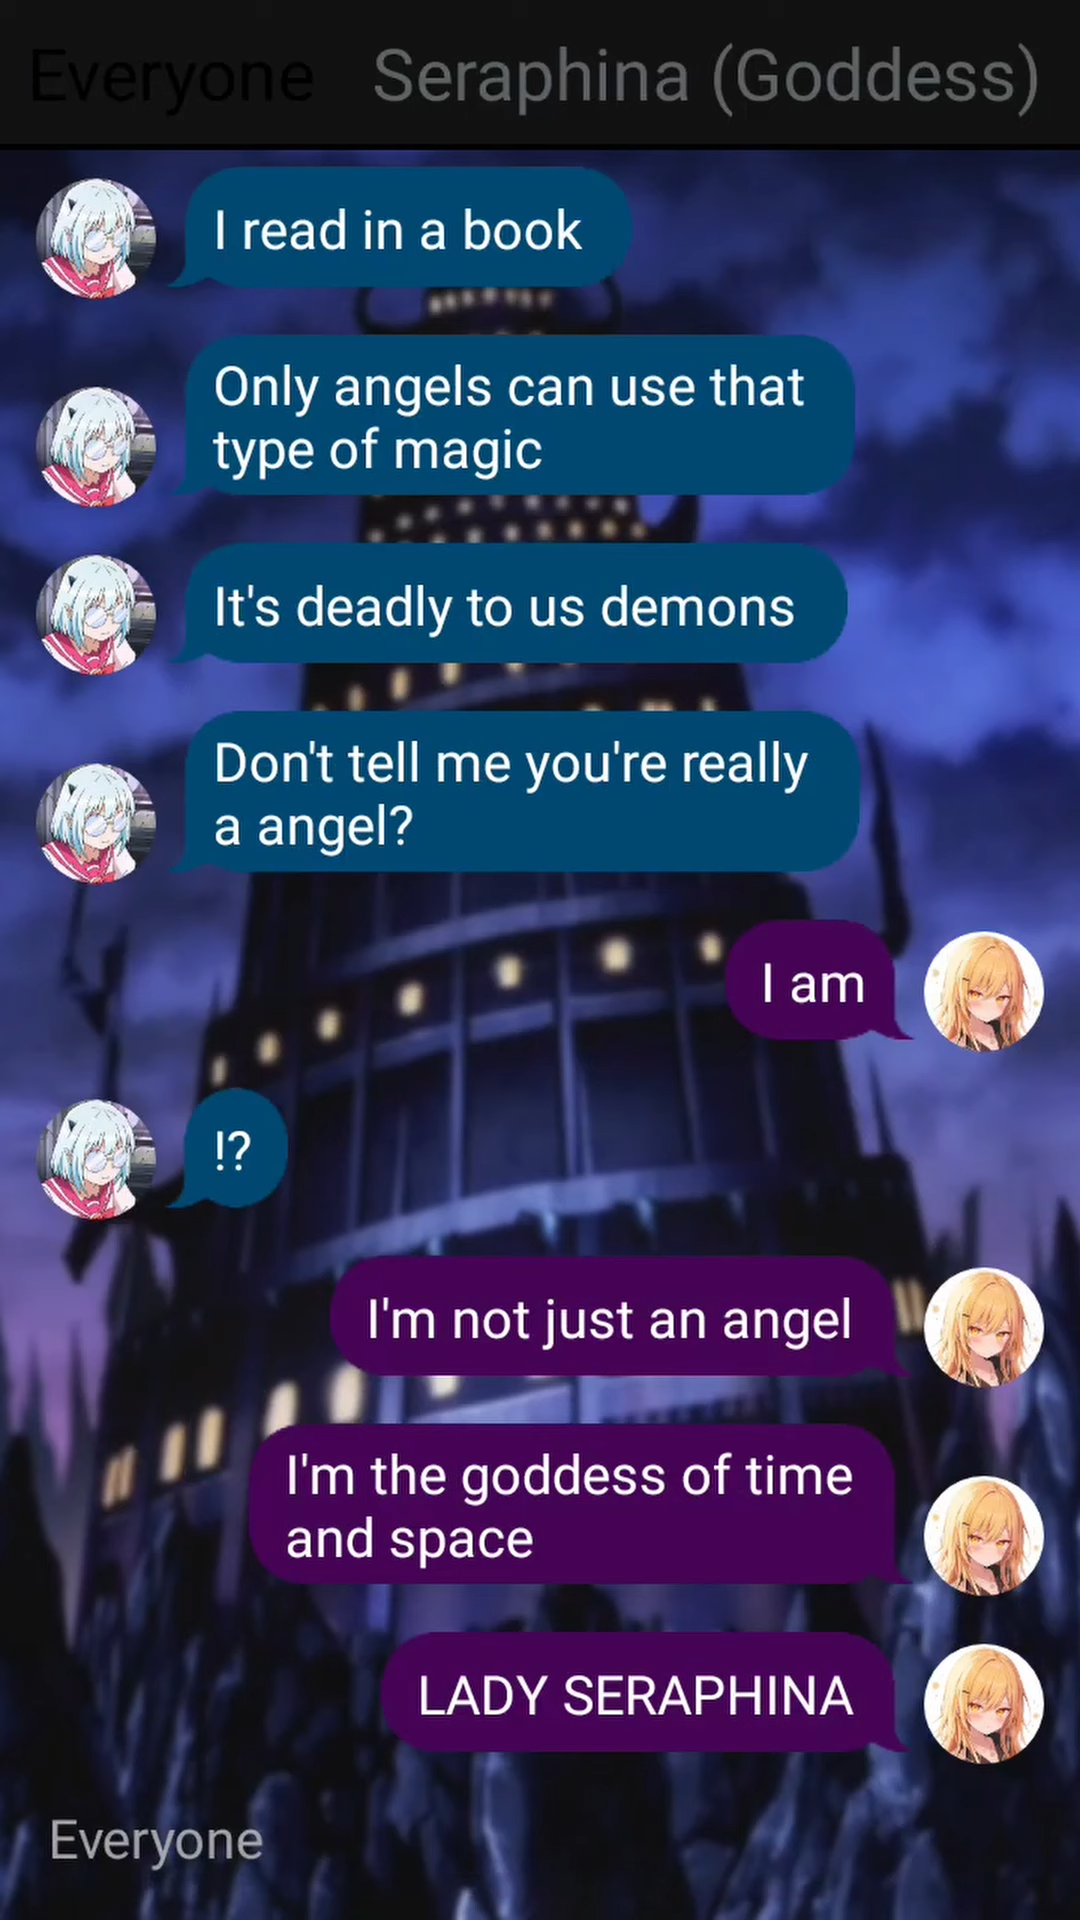 Everyone Seraphina (Goddess)
I read in a book
Only angels can use that
type of magic
It's deadly to us demons
Don't tell me you're really
a angel?
I am
!?
I'm not just an angel
I'm the goddess of time
and space
LADY SERAPHINA
Everyone